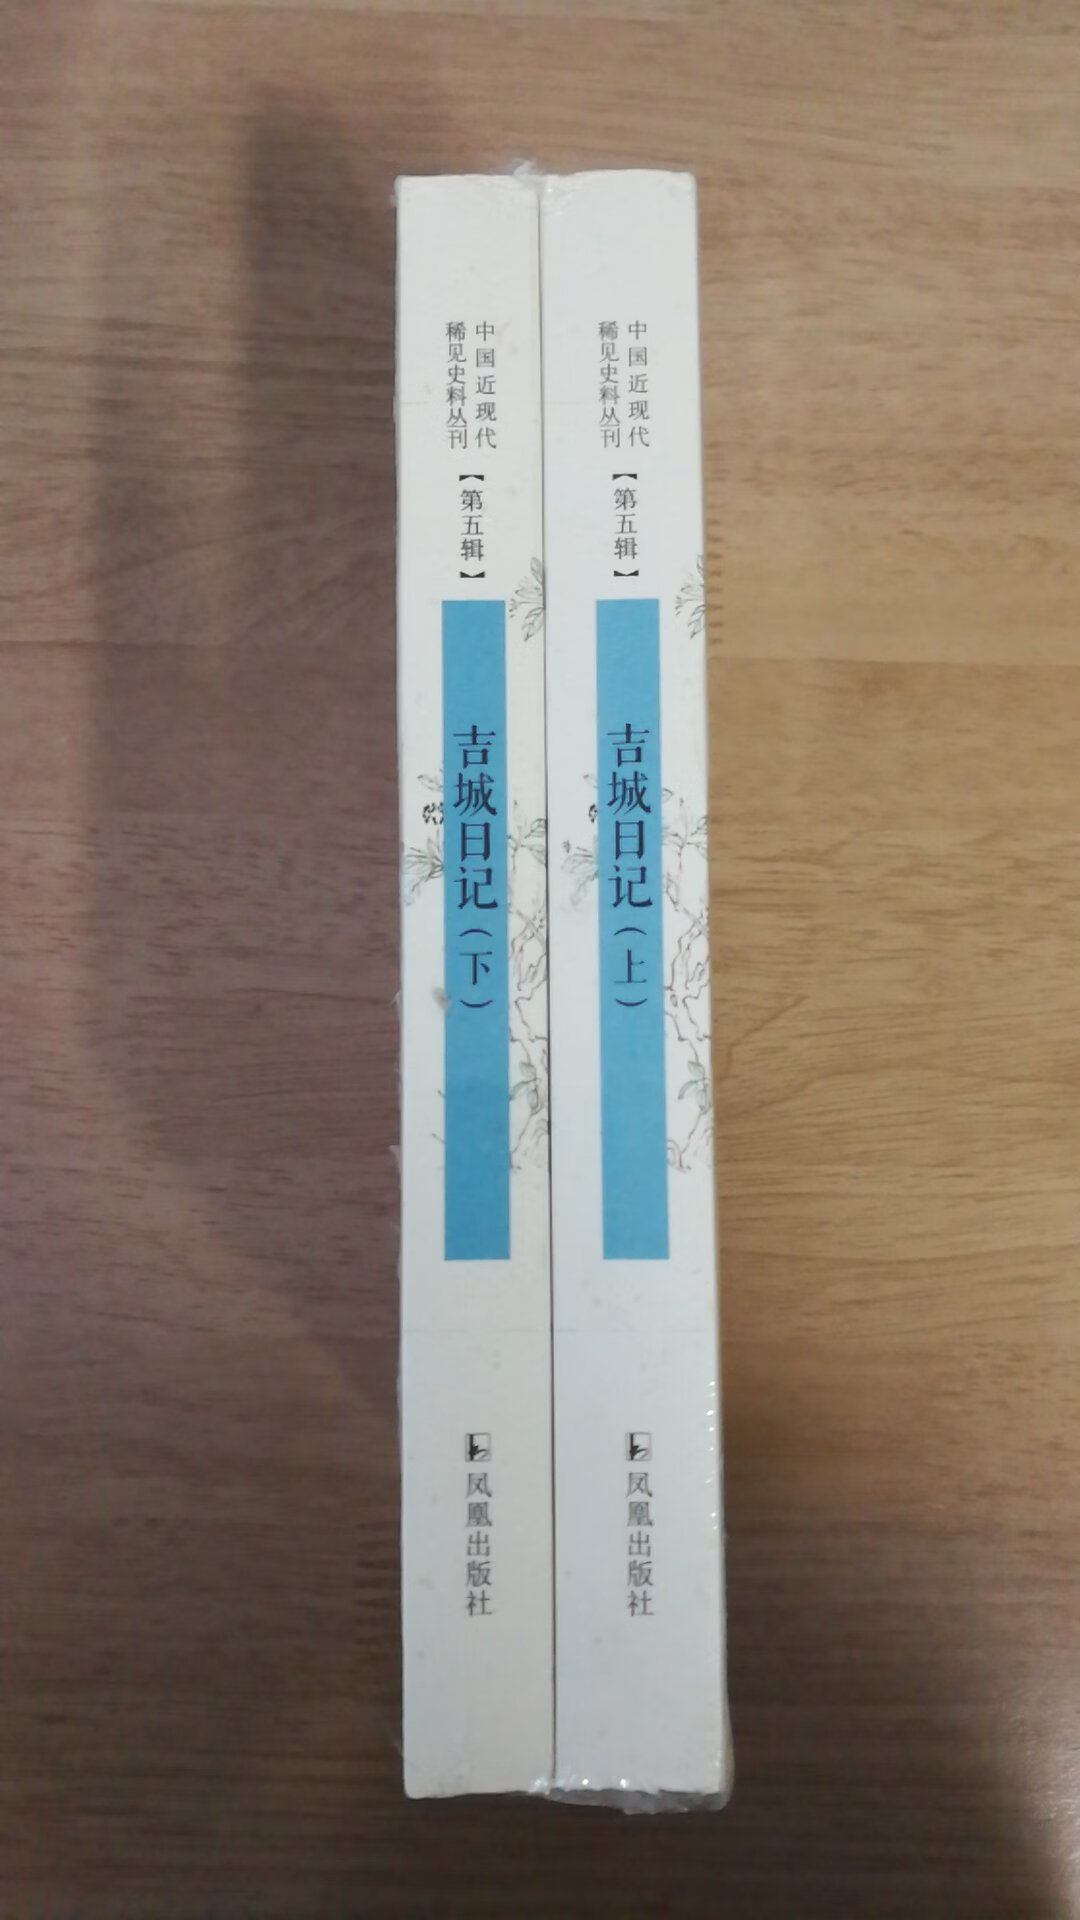 中国近现代
稀见史料丛刊
【第五辑】
吉城日记（上）
凤凰出版社
中国近现代
稀见史料丛刊
【第五辑】
吉城日记（下）
凤凰出版社